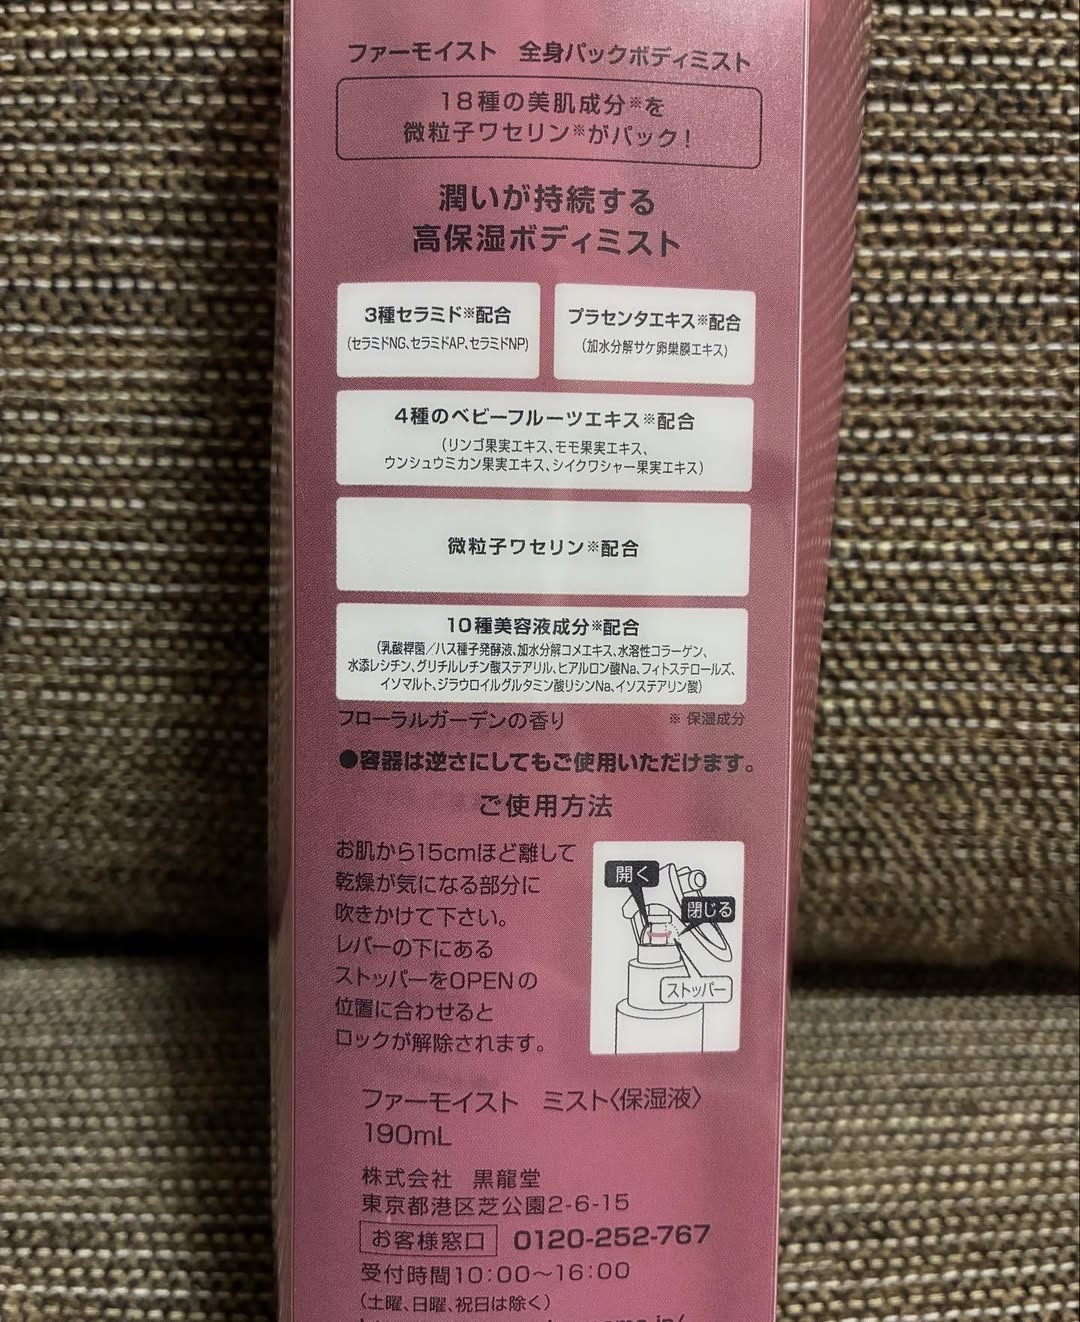 ファーモイスト 全身パックボディミスト
18種の美肌成分※を
微粒子ワセリン※がパック!
潤いが持続する
高保湿ボディミスト
3種セラミド※配合
(セラミドNG、セラミドAP、セラミドNP)
プラセンタエキス※配合
(加水分解サケ卵巣膜エキス)
4種のベビーフルーツエキス※配合
(リンゴ果実エキス、モモ果実エキス、
ウンシュウミカン果実エキス、シイクワシャー果実エキス)
微粒子ワセリン※配合
10種美容液成分※配合
(乳酸桿菌/ハス種子発酵液、加水分解コメエキス、水溶性コラーゲン、
水添レシチン、グリチルレチン酸ステアリル、ヒアルロン酸Na、フィトステロールズ、
イソマルト、ジラウロイルグルタミン酸リシンNa、イソステアリン酸)
フローラルガーデンの香り
※ 保湿成分
●容器は逆さにしてもご使用いただけます。
ご使用方法
お肌から15cmほど離して
乾燥が気になる部分に
吹きかけて下さい。
レバーの下にある
ストッパーをOPENの
位置に合わせると
ロックが解除されます。
開く
閉じる
ストッパー
ファーモイスト ミスト〈保湿液〉
190mL
株式会社 黒龍堂
東京都港区芝公園2-6-15
お客様窓口 0120-252-767
受付時間10:00〜16:00
(土曜、日曜、祝日は除く)